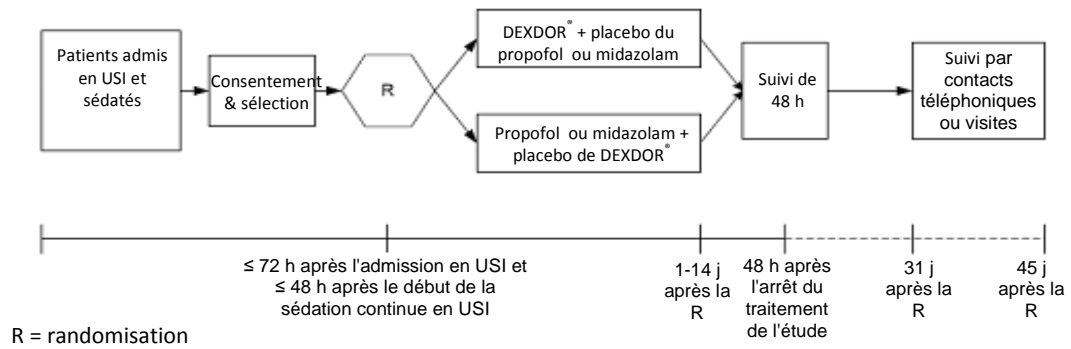 Patients admis
en USI et
sédatés
Consentement
& sélection
R
DEXDOR® + placebo du
propofol ou midazolam
Propofol ou midazolam +
placebo de DEXDOR®
Suivi de
48 h
Suivi par
contacts
téléphoniques
ou visites
≤ 72 h après l'admission en USI et
≤ 48 h après le début de la
sédation continue en USI
1-14 j
après la
R
48 h après
l'arrêt du
traitement
de l'étude
31 j
après la
R
45 j
après la
R
R = randomisation